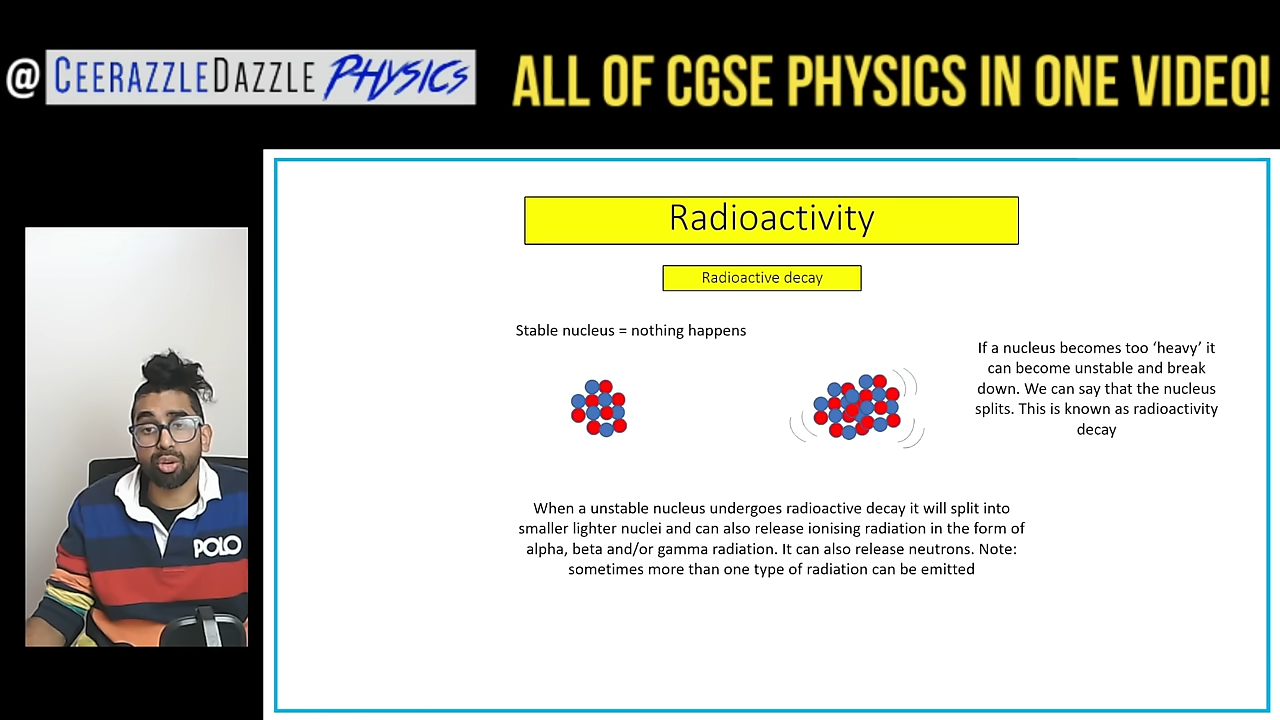 @ CEERAZZLEDAZZLE PHYSICS
ALL OF CGSE PHYSICS IN ONE VIDEO!
Radioactivity
Radioactive decay
Stable nucleus = nothing happens
If a nucleus becomes too ‘heavy’ it
can become unstable and break
down. We can say that the nucleus
splits. This is known as radioactivity
decay
When a unstable nucleus undergoes radioactive decay it will split into
smaller lighter nuclei and can also release ionising radiation in the form of
alpha, beta and/or gamma radiation. It can also release neutrons. Note:
sometimes more than one type of radiation can be emitted
POLO